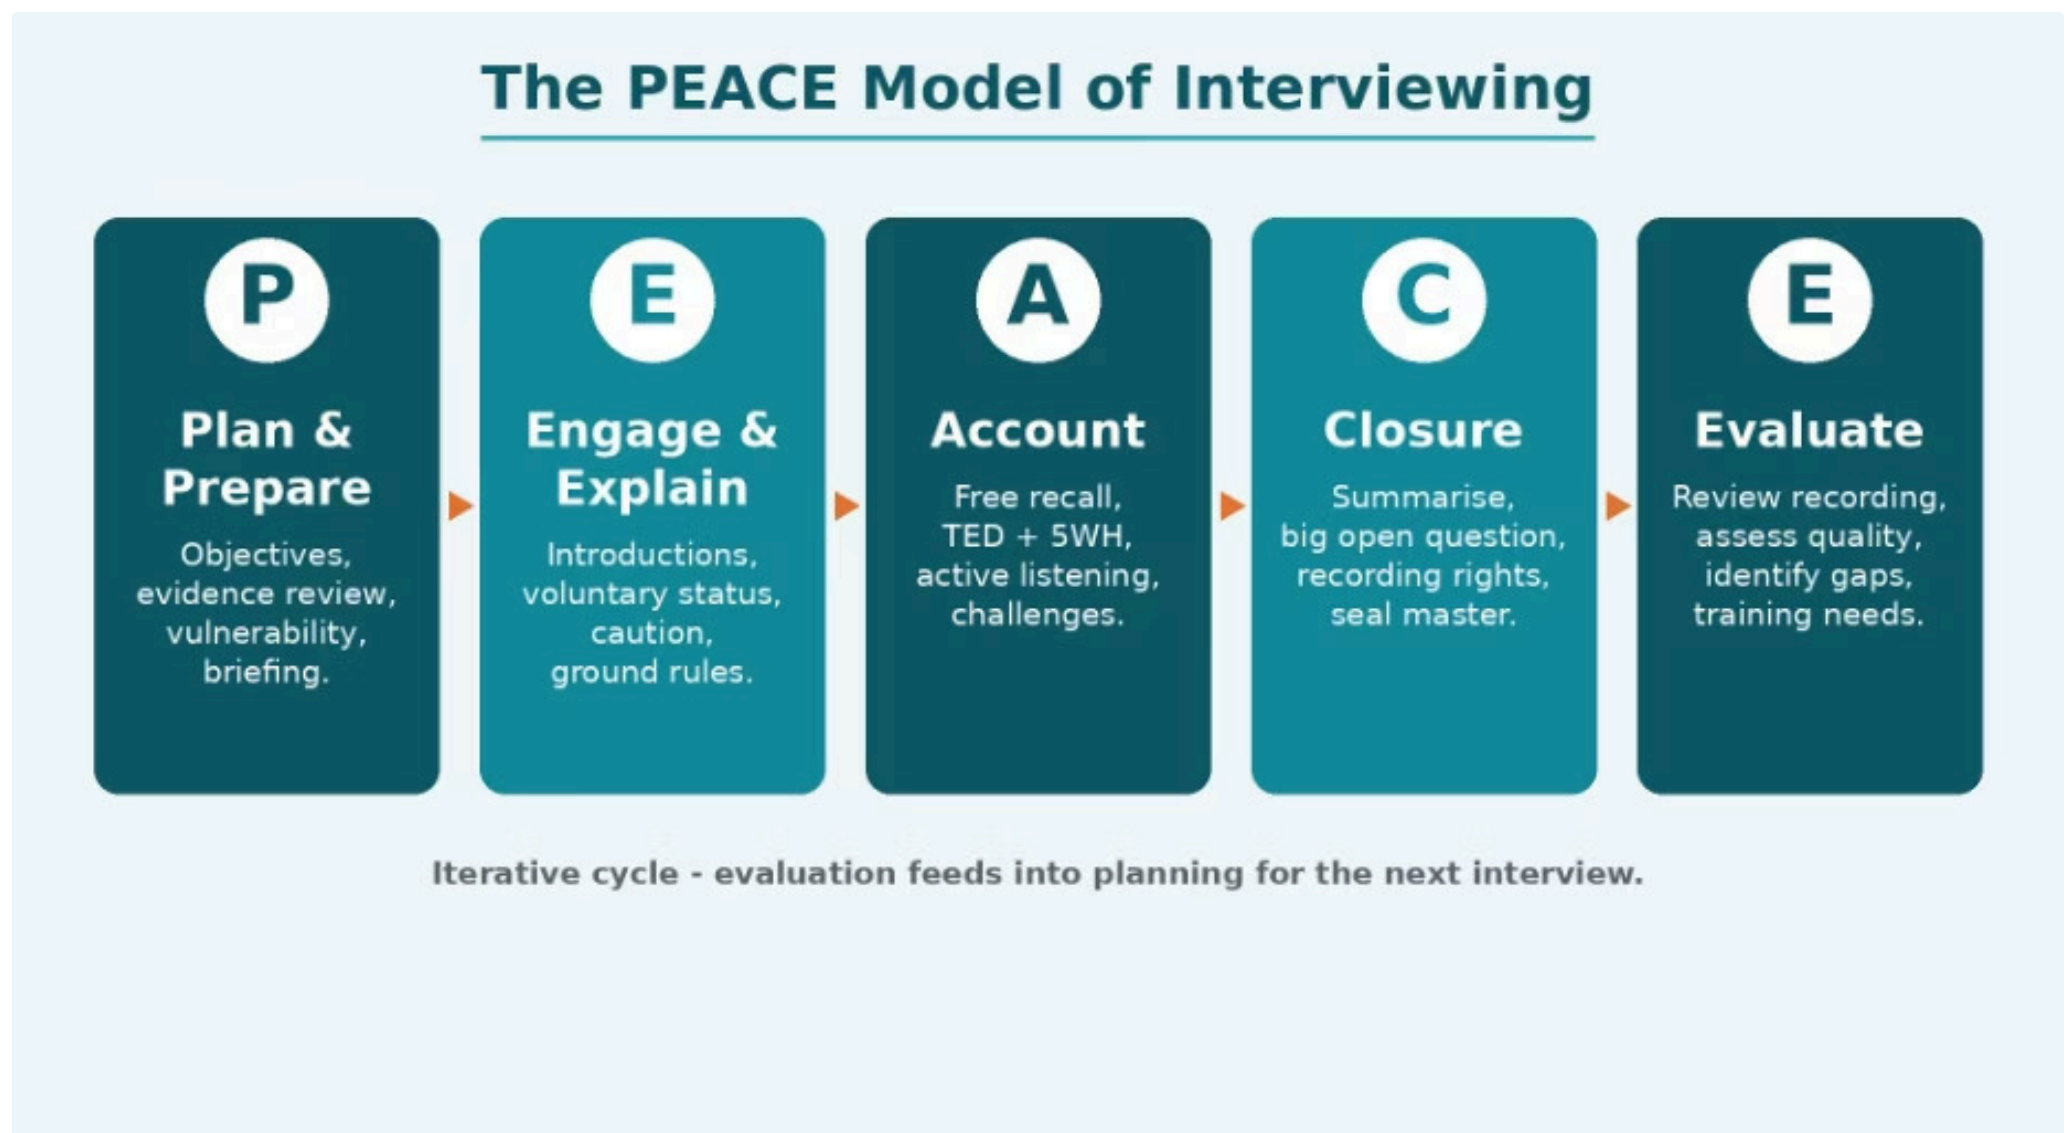 The PEACE Model of Interviewing
P
Plan &
Prepare
Objectives,
evidence review,
vulnerability,
briefing.
E
Engage &
Explain
Introductions,
voluntary status,
caution,
ground rules.
A
Account
Free recall,
TED + 5WH,
active listening,
challenges.
C
Closure
Summarise,
big open question,
recording rights,
seal master.
E
Evaluate
Review recording,
assess quality,
identify gaps,
training needs.
Iterative cycle - evaluation feeds into planning for the next interview.